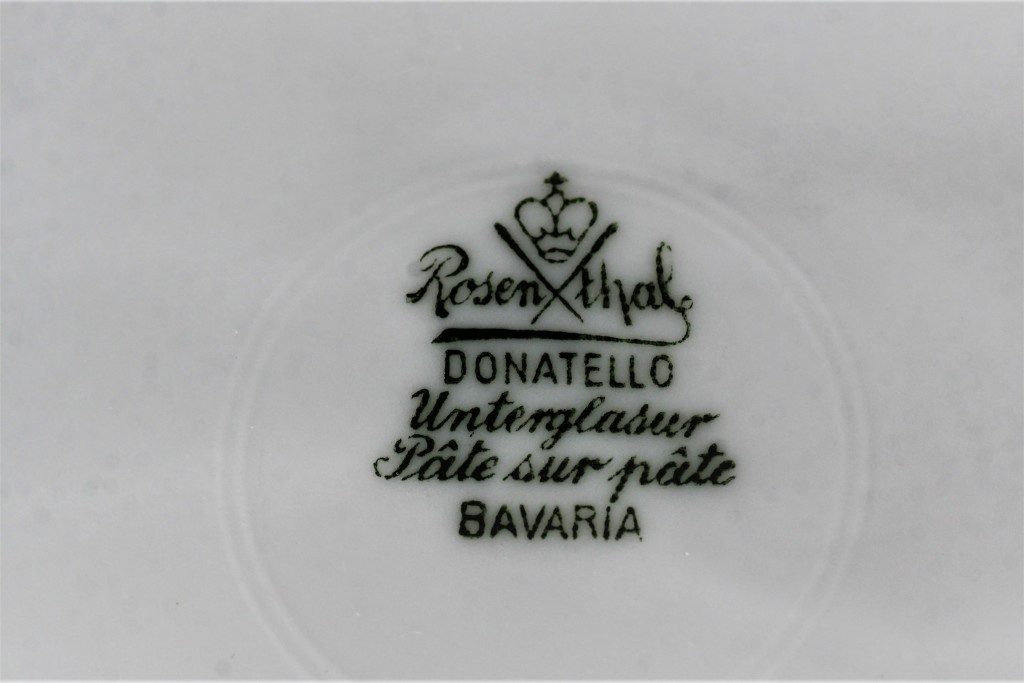 Rosenthal
DONATELLO
Unterglasur
Pâte sur pâte
BAVARIA